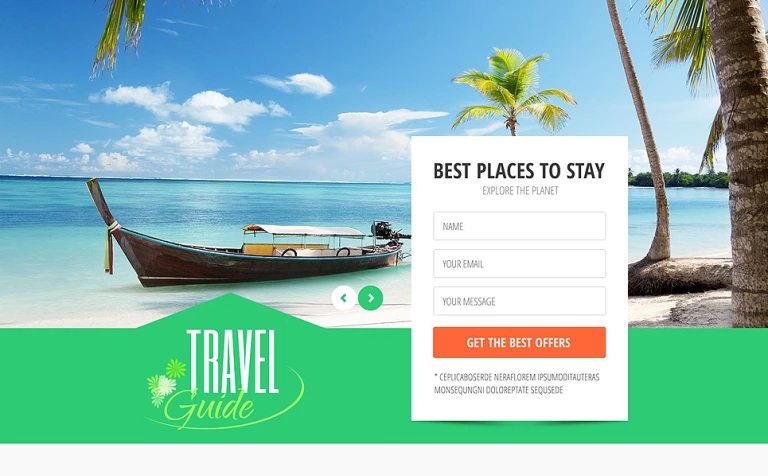 BEST PLACES TO STAY
EXPLORE THE PLANET
NAME
YOUR EMAIL
YOUR MESSAGE
GET THE BEST OFFERS
* CEPLICABOSERDE NERAFLOREM IPSUMODITAUTERAS
MONSEQUNGNI DOLOREPTATE SEQUSEDE
TRAVEL
Guide